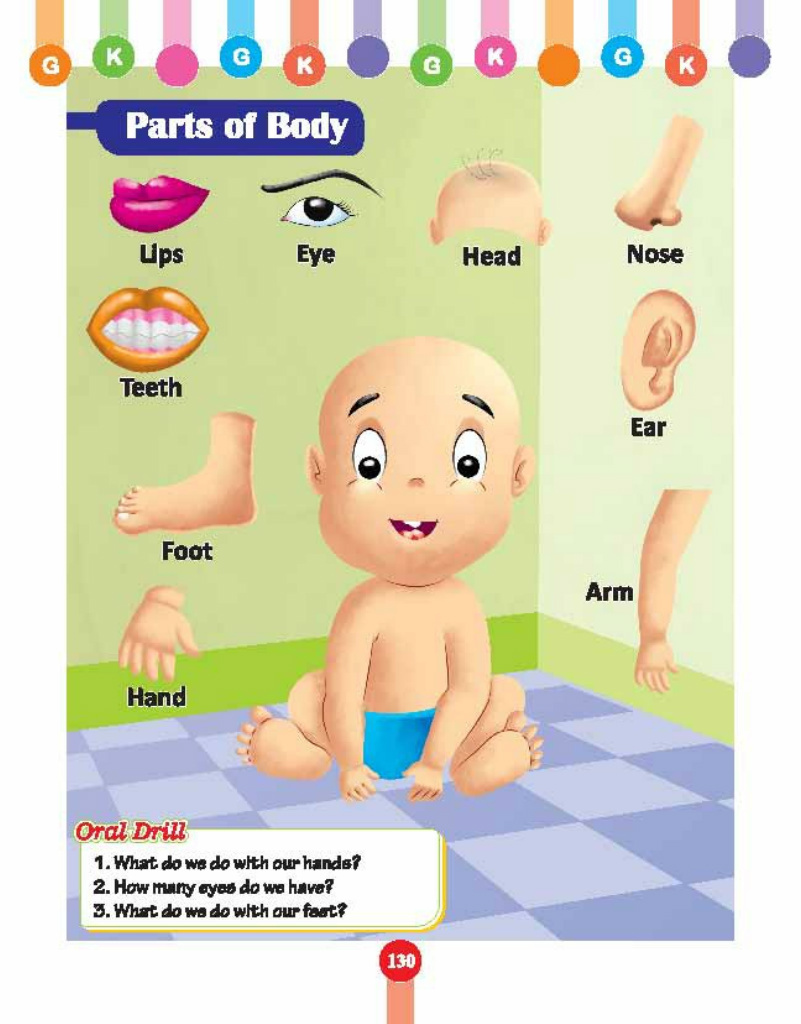 G K G K G K G K
Parts of Body
Lips Eye Head Nose
Teeth
Ear
Foot
Arm
Hand
Oral Drill
1. What do we do with our hands?
2. How many eyes do we have?
3. What do we do with our feet?
130